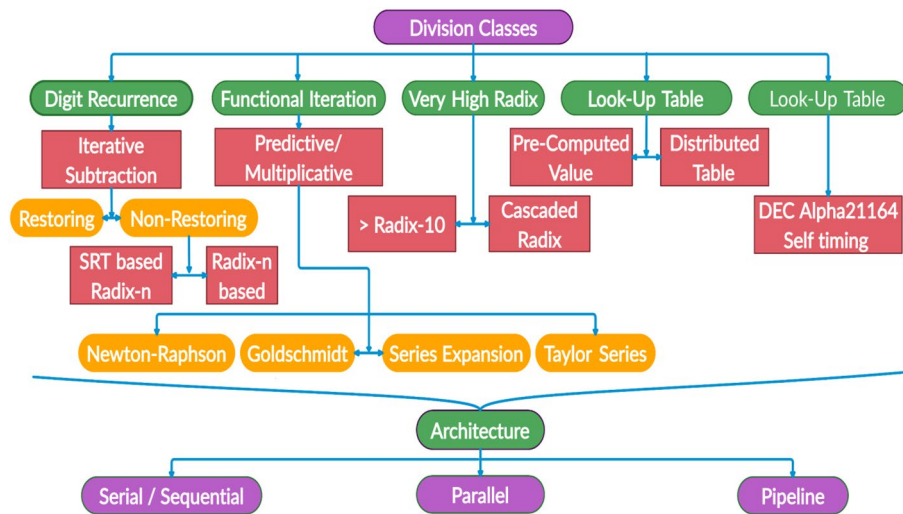 Division Classes
Digit Recurrence
Functional Iteration
Very High Radix
Look-Up Table
Look-Up Table
Iterative
Subtraction
Predictive/
Multiplicative
Pre-Computed
Value
Distributed
Table
Restoring
Non-Restoring
> Radix-10
Cascaded
Radix
DEC Alpha21164
Self timing
SRT based
Radix-n
Radix-n
based
Newton-Raphson
Goldschmidt
Series Expansion
Taylor Series
Architecture
Serial / Sequential
Parallel
Pipeline